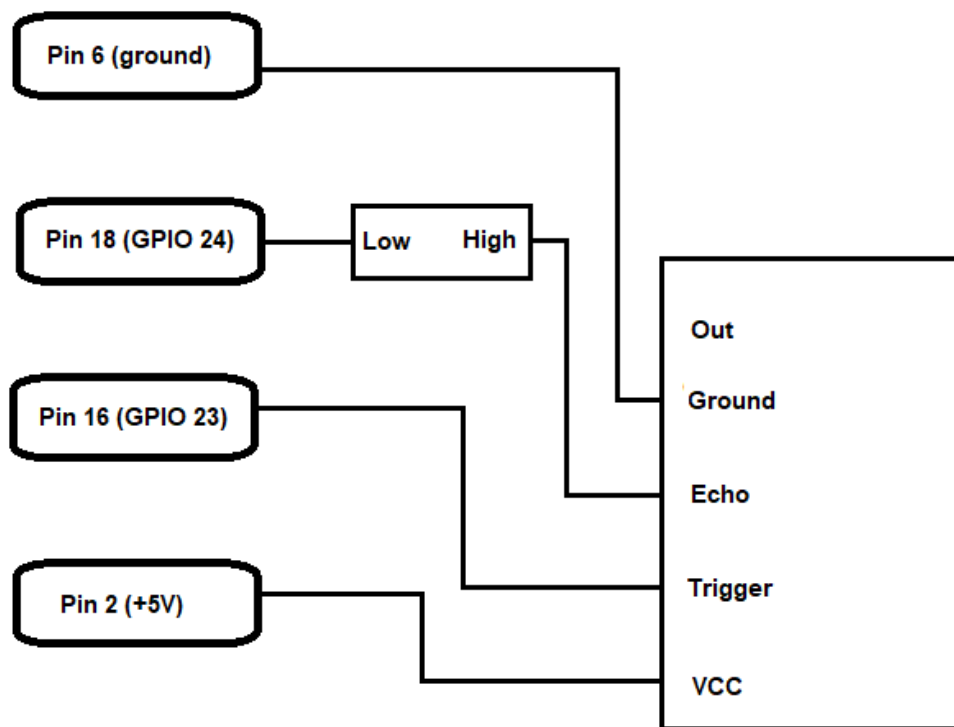 Pin 6 (ground)
Pin 18 (GPIO 24)
Low High
Out
Ground
Pin 16 (GPIO 23)
Echo
Trigger
Pin 2 (+5V)
VCC